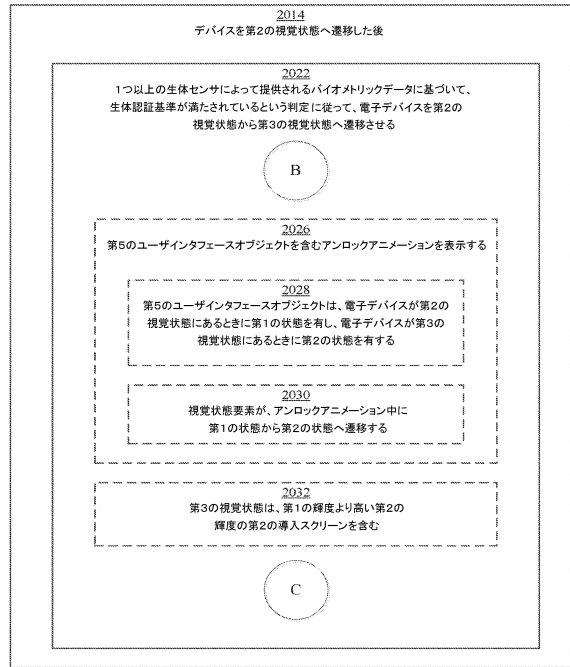 2014
デバイスを第2の視覚状態へ遷移した後
2022
1つ以上の生体センサによって提供されるバイオメトリックデータに基づいて、
生体認証基準が満たされているという判定に従って、電子デバイスを第2の
視覚状態から第3の視覚状態へ遷移させる
B
2026
第5のユーザインタフェースオブジェクトを含むアンロックアニメーションを表示する
2028
第5のユーザインタフェースオブジェクトは、電子デバイスが第2の
視覚状態にあるときに第1の状態を有し、電子デバイスが第3の
視覚状態にあるときに第2の状態を有する
2030
視覚状態要素が、アンロックアニメーション中に
第1の状態から第2の状態へ遷移する
2032
第3の視覚状態は、第1の輝度より高い第2の
輝度の第2の導入スクリーンを含む
C